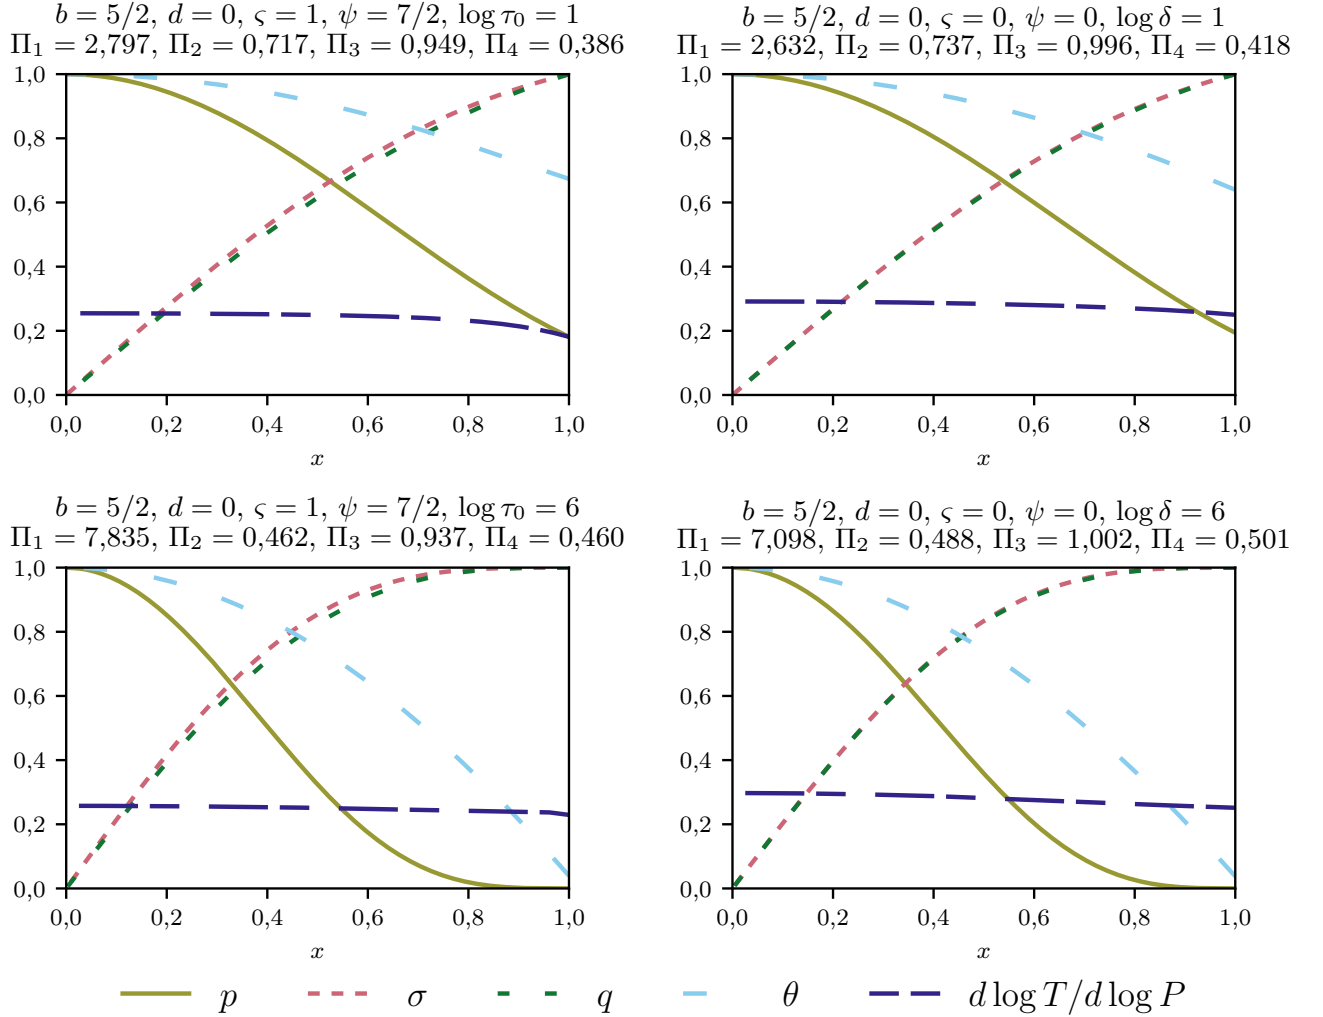 b = 5/2, d = 0, ς = 1, ψ = 7/2, log τ₀ = 1
Π₁ = 2,797, Π₂ = 0,717, Π₃ = 0,949, Π₄ = 0,386
1,0
0,8
0,6
0,4
0,2
0,0
0,0 0,2 0,4 0,6 0,8 1,0
x
b = 5/2, d = 0, ς = 0, ψ = 0, log δ = 1
Π₁ = 2,632, Π₂ = 0,737, Π₃ = 0,996, Π₄ = 0,418
1,0
0,8
0,6
0,4
0,2
0,0
0,0 0,2 0,4 0,6 0,8 1,0
x
b = 5/2, d = 0, ς = 1, ψ = 7/2, log τ₀ = 6
Π₁ = 7,835, Π₂ = 0,462, Π₃ = 0,937, Π₄ = 0,460
1,0
0,8
0,6
0,4
0,2
0,0
0,0 0,2 0,4 0,6 0,8 1,0
x
b = 5/2, d = 0, ς = 0, ψ = 0, log δ = 6
Π₁ = 7,098, Π₂ = 0,488, Π₃ = 1,002, Π₄ = 0,501
1,0
0,8
0,6
0,4
0,2
0,0
0,0 0,2 0,4 0,6 0,8 1,0
x
p σ q θ d log T/d log P